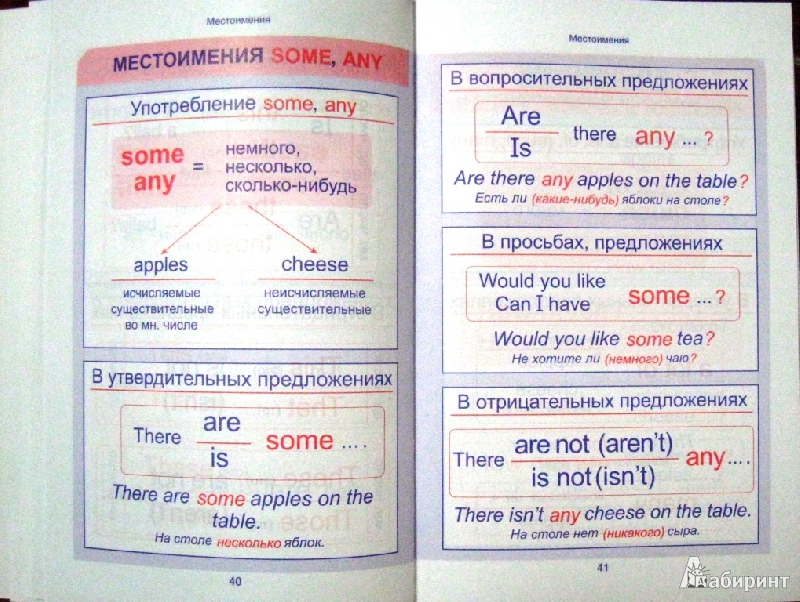 Местоимения
МЕСТОИМЕНИЯ SOME, ANY
Употребление some, any
some
any
=
немного,
несколько,
сколько-нибудь
apples
исчисляемые
существительные
во мн. числе
cheese
неисчисляемые
существительные
В утвердительных предложениях
There are
is some ....
There are some apples on the
table.
На столе несколько яблок.
40
Местоимения
В вопросительных предложениях
Are
Is there any ... ?
Are there any apples on the table?
Есть ли (какие-нибудь) яблоки на столе?
В просьбах, предложениях
Would you like
Can I have some ... ?
Would you like some tea?
Не хотите ли (немного) чаю?
В отрицательных предложениях
There are not (aren't)
is not (isn't) any ....
There isn't any cheese on the table.
На столе нет (никакого) сыра.
41
Лабиринт